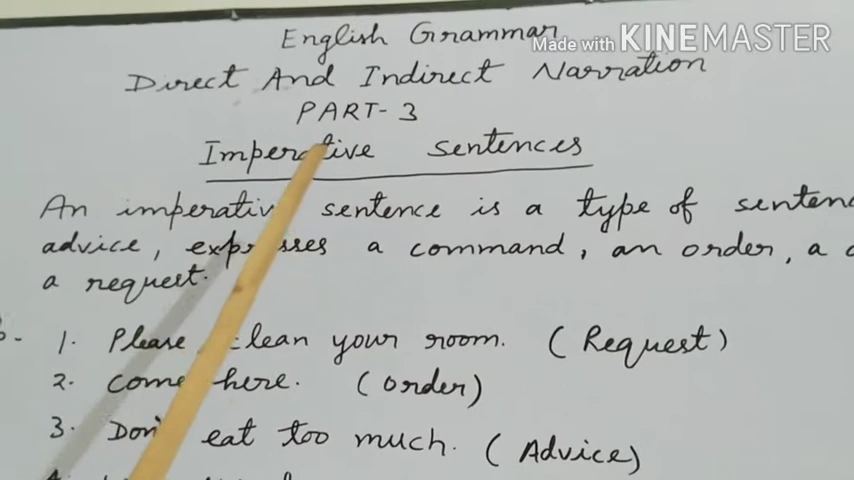 English Grammar
Made with KINEMASTER
Direct And Indirect Narration
PART-3
Imperative Sentences
An imperative sentence is a type of
advice, expresses a command, an order, a
a request.
1. Please clean your room. (Request)
2. Come here. (order)
3. Don't eat too much. (Advice)